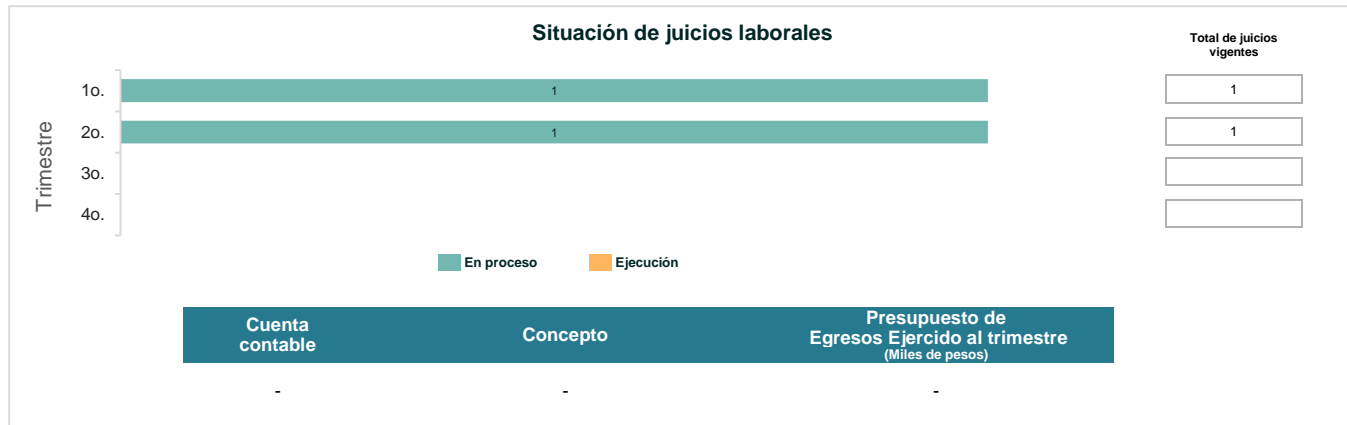 Situación de juicios laborales
Total de juicios
vigentes
Trimestre
1o.
1
1
2o.
1
1
3o.
4o.
En proceso
Ejecución
Cuenta
contable
Concepto
Presupuesto de
Egresos Ejercido al trimestre
(Miles de pesos)
-
-
-